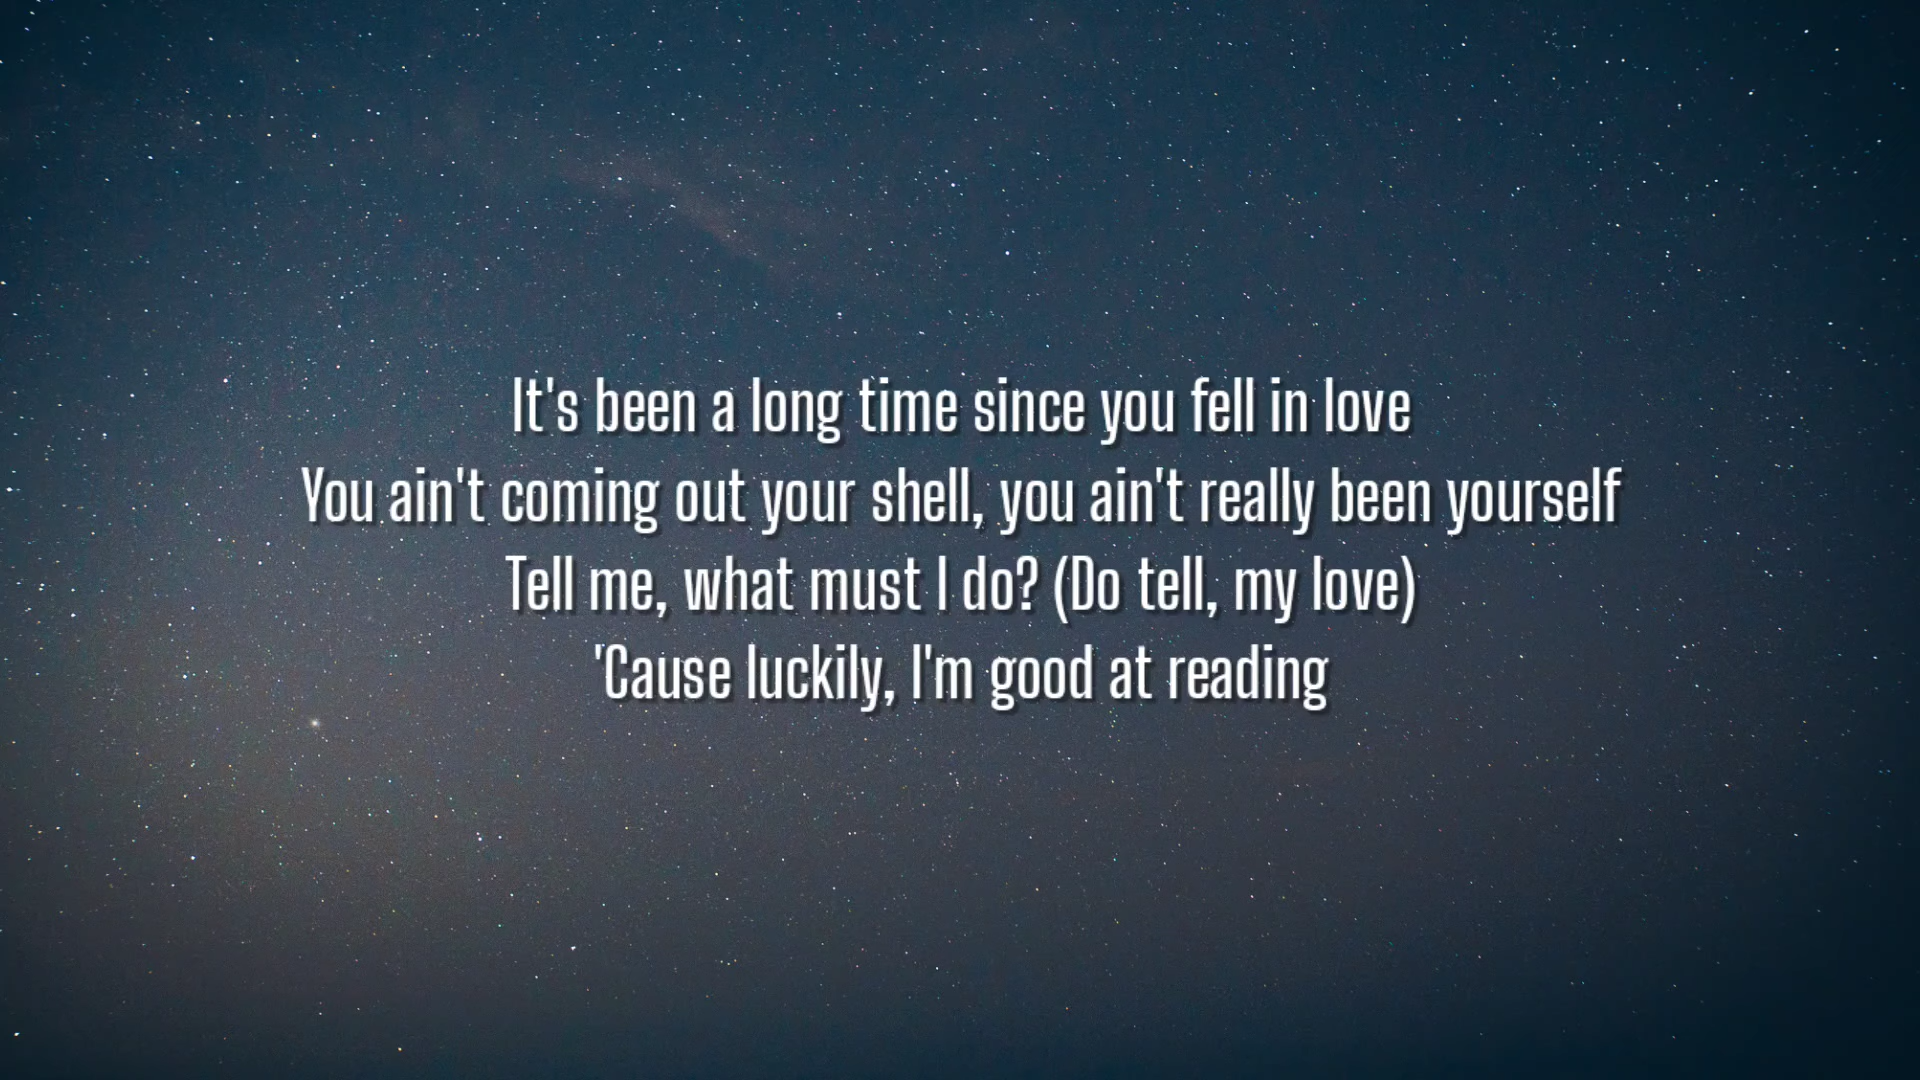 It's been a long time since you fell in love
You ain't coming out your shell, you ain't really been yourself
Tell me, what must I do? (Do tell, my love)
'Cause luckily, I'm good at reading